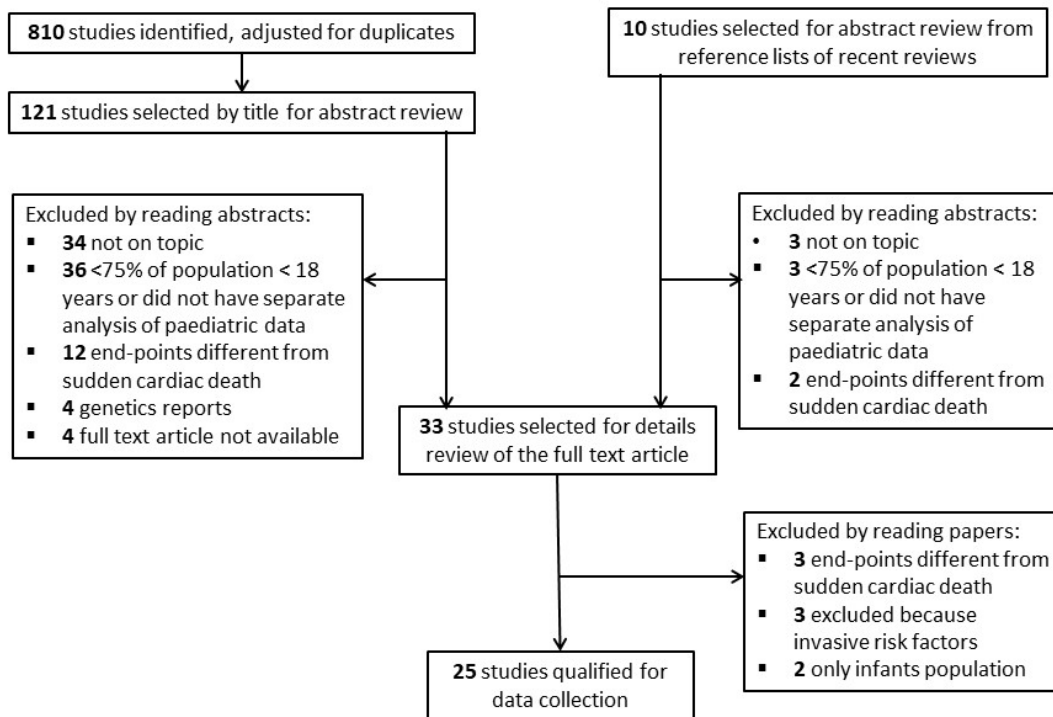 810 studies identified, adjusted for duplicates
10 studies selected for abstract review from
reference lists of recent reviews
121 studies selected by title for abstract review
Excluded by reading abstracts:
▪ 34 not on topic
▪ 36 <75% of population < 18
years or did not have separate
analysis of paediatric data
▪ 12 end-points different from
sudden cardiac death
▪ 4 genetics reports
▪ 4 full text article not available
Excluded by reading abstracts:
• 3 not on topic
▪ 3 <75% of population < 18
years or did not have
separate analysis of
paediatric data
▪ 2 end-points different from
sudden cardiac death
33 studies selected for details
review of the full text article
Excluded by reading papers:
▪ 3 end-points different from
sudden cardiac death
▪ 3 excluded because
invasive risk factors
▪ 2 only infants population
25 studies qualified for
data collection